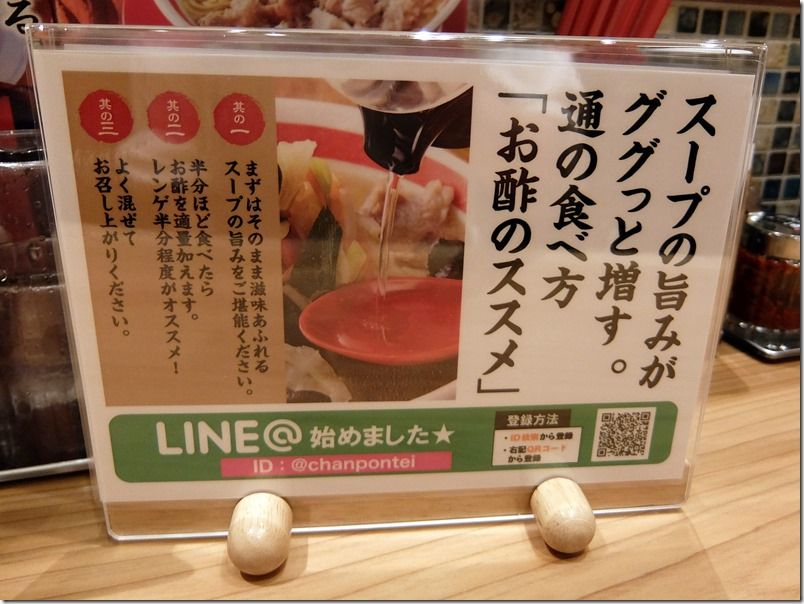 スープの旨みが
ググっと増す。
通の食べ方
「お酢のススメ」
其の一
まずはそのまま滋味あふれる
スープの旨みをご堪能ください。
其の二
半分ほど食べたら
お酢を適量加えます。
レンゲ半分程度がオススメ！
其の三
よく混ぜて
お召し上がりください。
LINE@ 始めました★
ID：@chanpontei
登録方法
・ID検索から登録
・右記QRコード
から登録
る